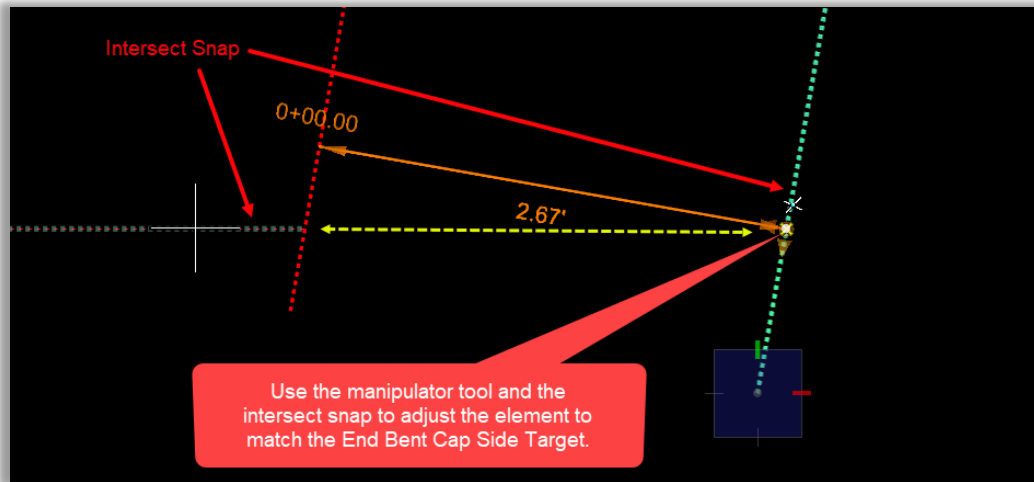 Intersect Snap
0+00.00
2.67'
Use the manipulator tool and the
intersect snap to adjust the element to
match the End Bent Cap Side Target.